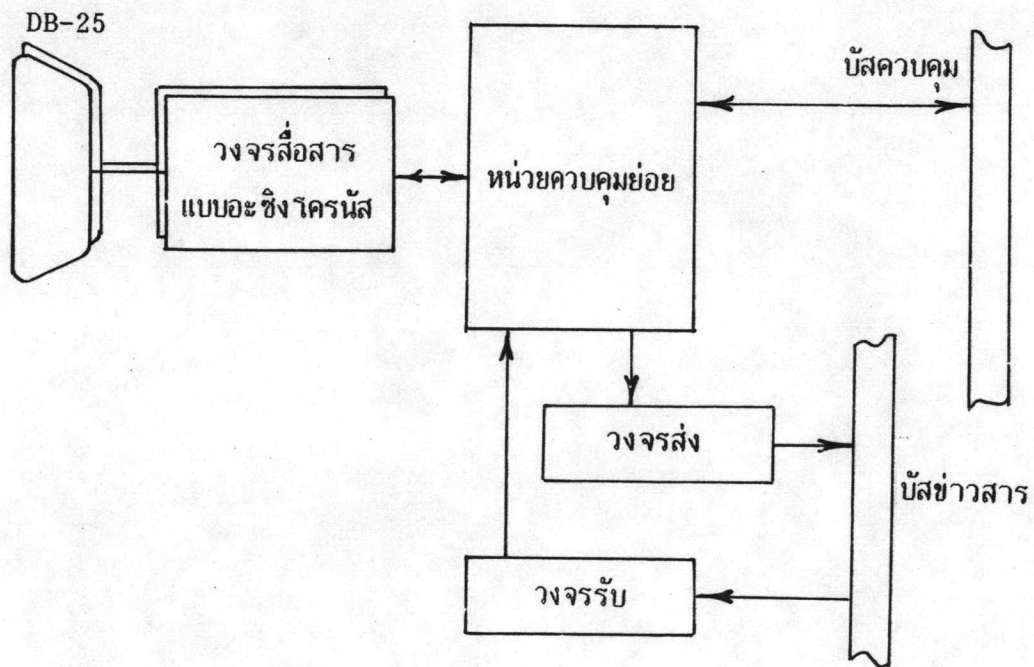 DB-25
บัสควบคุม
วงจรสื่อสาร
แบบอะซิงโครนัส
หน่วยควบคุมย่อย
วงจรส่ง
บัสข่าวสาร
วงจรรับ